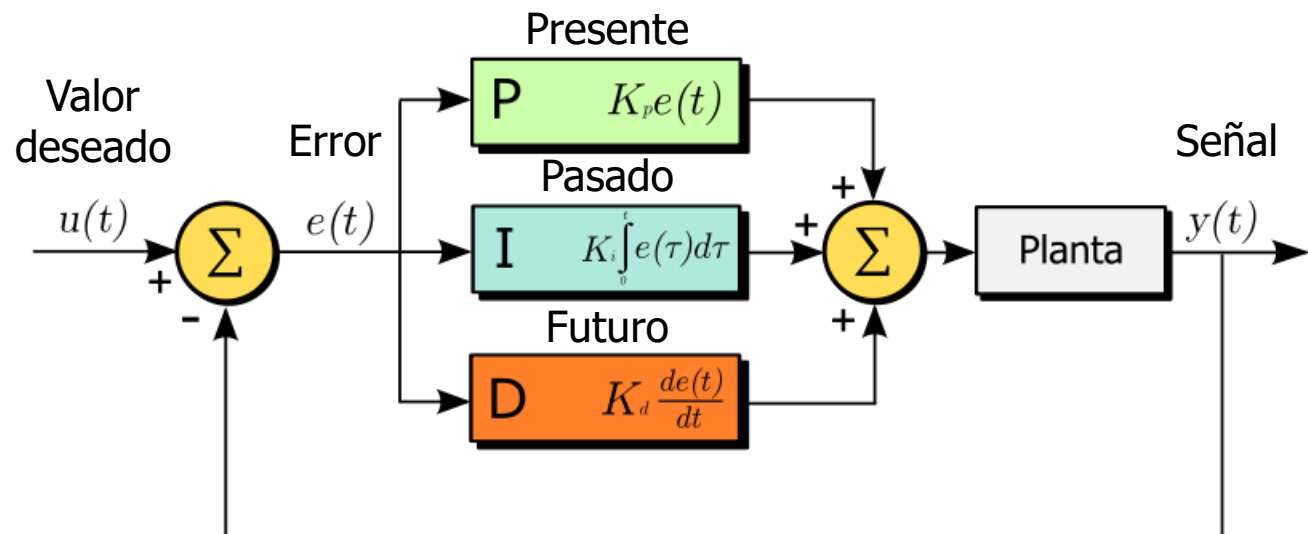 Presente
Valor
deseado
Error
P K_p e(t)
Señal
Pasado
u(t)
+
-
Σ
e(t)
I K_i ∫_0^t e(τ)dτ
+
+
+
Σ
Planta
y(t)
Futuro
D K_d de(t)/dt